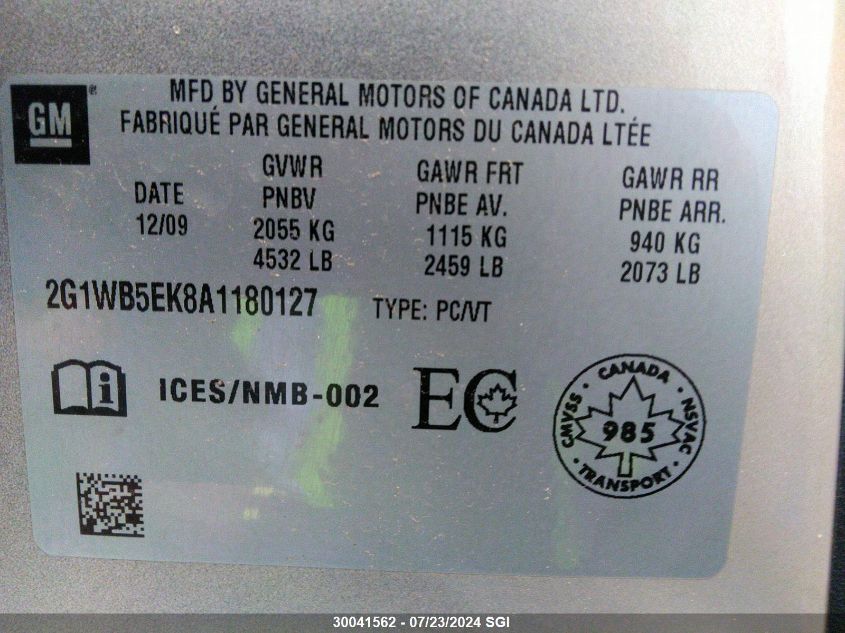 GM
MFD BY GENERAL MOTORS OF CANADA LTD.
FABRIQUÉ PAR GENERAL MOTORS DU CANADA LTÉE
DATE
12/09
GVWR
PNBV
2055 KG
4532 LB
GAWR FRT
PNBE AV.
1115 KG
2459 LB
GAWR RR
PNBE ARR.
940 KG
2073 LB
2G1WB5EK8A1180127 TYPE: PC/VT
i ICES/NMB-002 EC
CANADA
CMVSS 985 NSVAC
TRANSPORT
30041562 - 07/23/2024 SGI